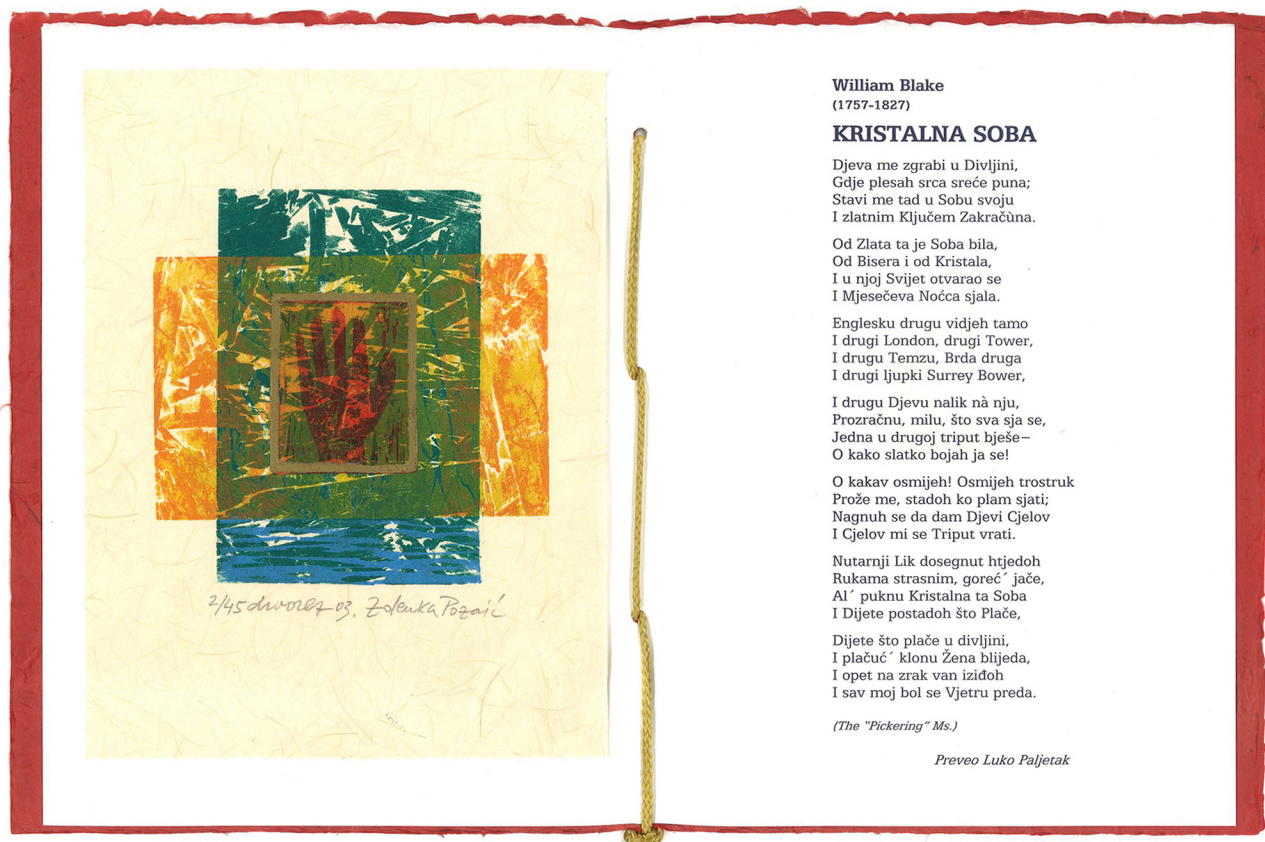 2/45 drvorez 03. Zdenka Pozaić
William Blake
(1757-1827)
KRISTALNA SOBA
Djeva me zgrabi u Divljini,
Gdje plesah srca sreće puna;
Stavi me tad u Sobu svoju
I zlatnim Ključem Zakračùna.
Od Zlata ta je Soba bila,
Od Bisera i od Kristala,
I u njoj Svijet otvarao se
I Mjesečeva Noćca sjala.
Englesku drugu vidjeh tamo
I drugi London, drugi Tower,
I drugu Temzu, Brda druga
I drugi ljupki Surrey Bower,
I drugu Djevu nalik nà nju,
Prozračnu, milu, što sva sja se,
Jedna u drugoj triput bješe—
O kako slatko bojah ja se!
O kakav osmijeh! Osmijeh trostruk
Prože me, stadoh ko plam sjati;
Nagnuh se da dam Djevi Cjelov
I Cjelov mi se Triput vrati.
Nutarnji Lik dosegnut htjedoh
Rukama strasnim, goreć´ jače,
Al´ puknu Kristalna ta Soba
I Dijete postadoh što Plače,
Dijete što plače u divljini,
I plačuć´ klonu Žena blijeda,
I opet na zrak van iziđoh
I sav moj bol se Vjetru preda.
(The “Pickering” Ms.)
Preveo Luko Paljetak